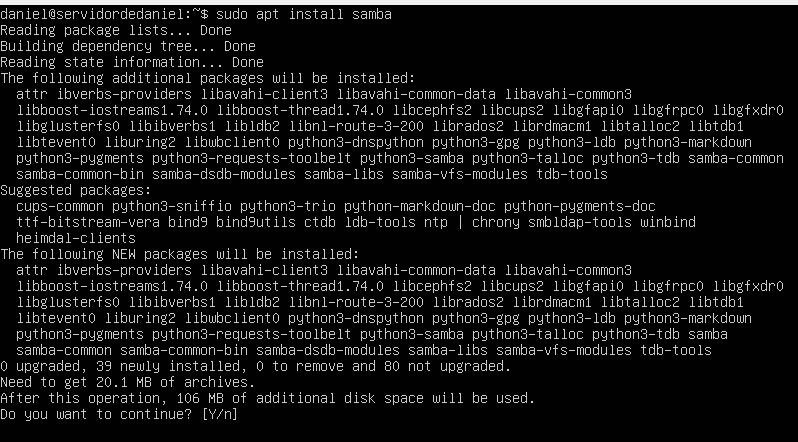 daniel@servidordedaniel:~$ sudo apt install samba
Reading package lists... Done
Building dependency tree... Done
Reading state information... Done
The following additional packages will be installed:
  attr ibverbs-providers libavahi-client3 libavahi-common-data libavahi-common3
  libboost-iostreams1.74.0 libboost-thread1.74.0 libcephfs2 libcups2 libgfapi0 libgfrpc0 libgfxdr0
  libglusterfs0 libibverbs1 libldb2 libnl-route-3-200 librados2 librdmacm1 libtalloc2 libtdb1
  libtevent0 liburing2 libwbclient0 python3-dnspython python3-gpg python3-ldb python3-markdown
  python3-pygments python3-requests-toolbelt python3-samba python3-talloc python3-tdb samba-common
  samba-common-bin samba-dsdb-modules samba-libs samba-vfs-modules tdb-tools
Suggested packages:
  cups-common python3-sniffio python3-trio python-markdown-doc python-pygments-doc
  ttf-bitstream-vera bind9 bind9utils ctdb ldb-tools ntp | chrony smbldap-tools winbind
  heimdal-clients
The following NEW packages will be installed:
  attr ibverbs-providers libavahi-client3 libavahi-common-data libavahi-common3
  libboost-iostreams1.74.0 libboost-thread1.74.0 libcephfs2 libcups2 libgfapi0 libgfrpc0 libgfxdr0
  libglusterfs0 libibverbs1 libldb2 libnl-route-3-200 librados2 librdmacm1 libtalloc2 libtdb1
  libtevent0 liburing2 libwbclient0 python3-dnspython python3-gpg python3-ldb python3-markdown
  python3-pygments python3-requests-toolbelt python3-samba python3-talloc python3-tdb samba
  samba-common samba-common-bin samba-dsdb-modules samba-libs samba-vfs-modules tdb-tools
0 upgraded, 39 newly installed, 0 to remove and 80 not upgraded.
Need to get 20.1 MB of archives.
After this operation, 106 MB of additional disk space will be used.
Do you want to continue? [Y/n]